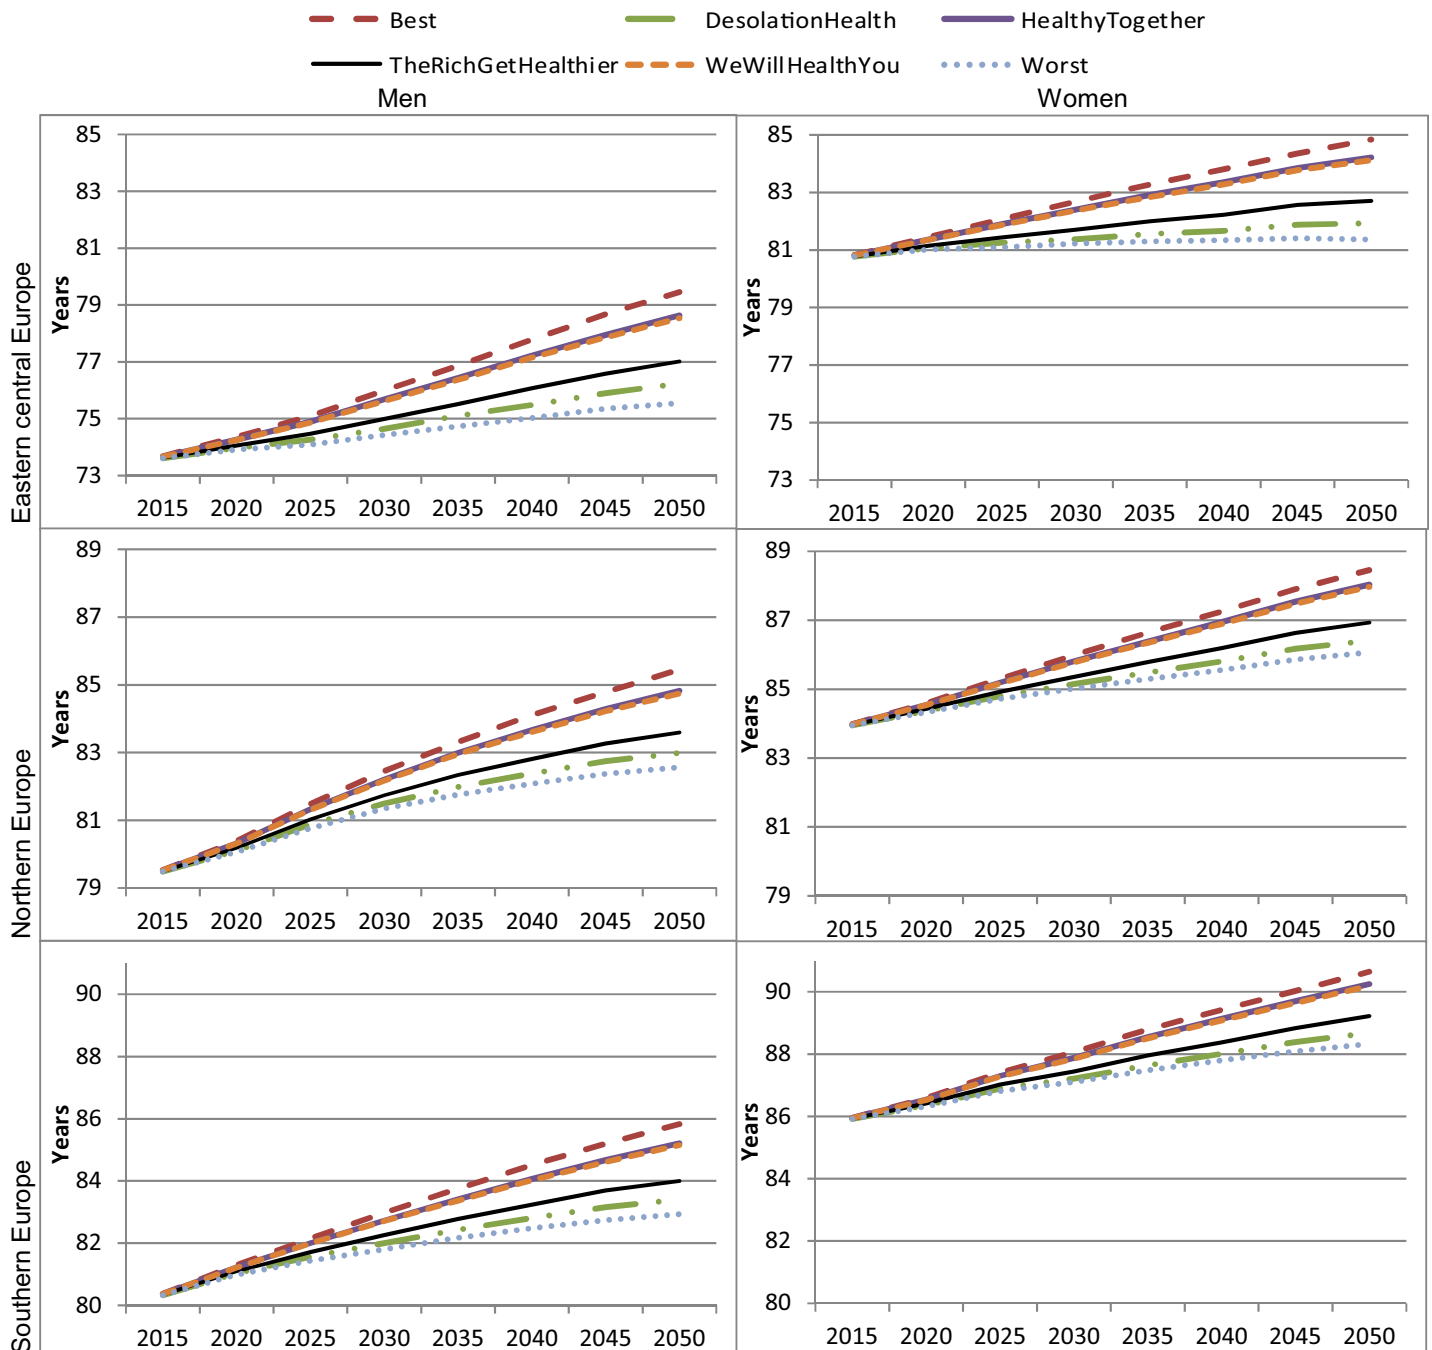 Best DesolationHealth HealthyTogether
TheRichGetHealthier WeWillHealthYou Worst
Men Women
Eastern central Europe
Years
85
83
81
79
77
75
73
2015 2020 2025 2030 2035 2040 2045 2050
Years
85
83
81
79
77
75
73
2015 2020 2025 2030 2035 2040 2045 2050
Northern Europe
Years
89
87
85
83
81
79
2015 2020 2025 2030 2035 2040 2045 2050
Years
89
87
85
83
81
79
2015 2020 2025 2030 2035 2040 2045 2050
Southern Europe
Years
90
88
86
84
82
80
2015 2020 2025 2030 2035 2040 2045 2050
Years
90
88
86
84
82
80
2015 2020 2025 2030 2035 2040 2045 2050